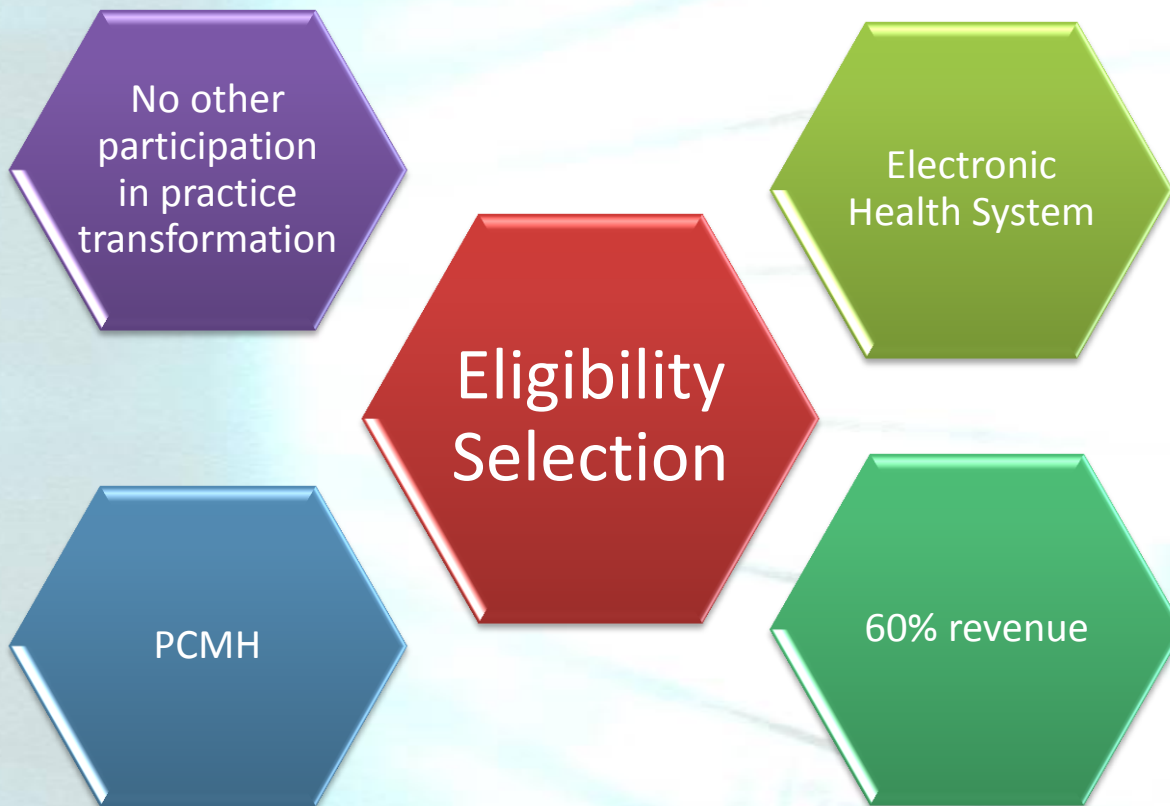 No other
participation
in practice
transformation
Electronic
Health System
Eligibility
Selection
PCMH
60% revenue